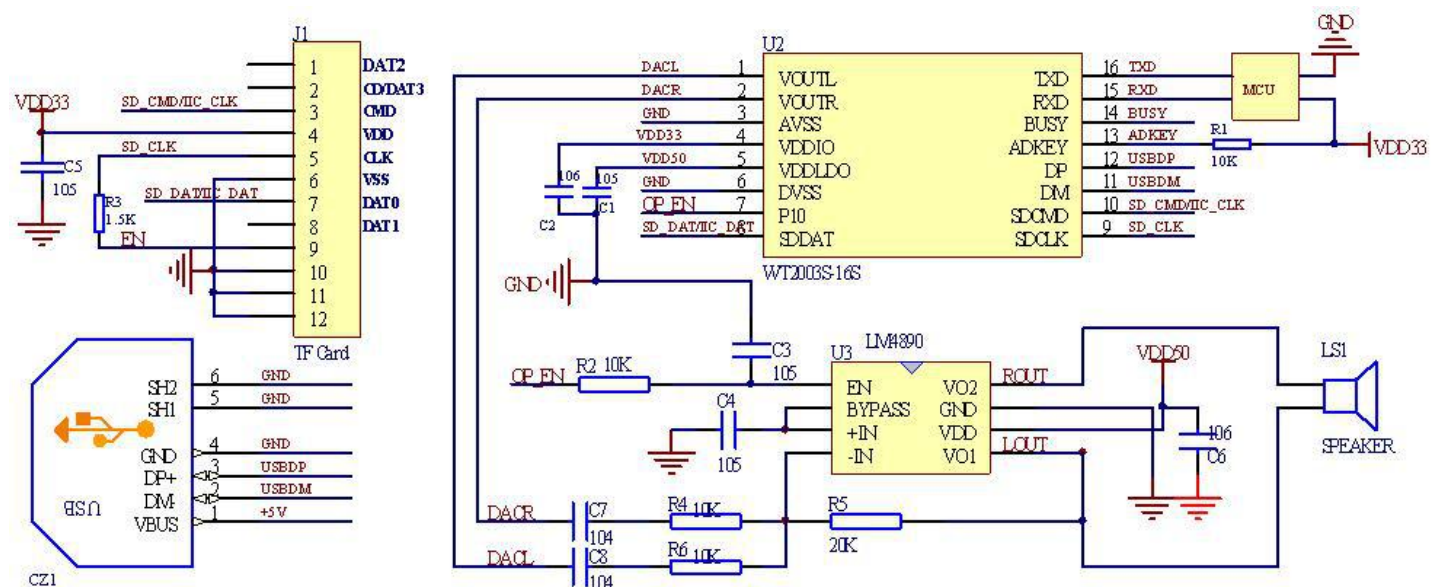 J1
1 DAT2
2 CD/DAT3
SD_CMD/IIC_CLK 3 CMD
VDD33 4 VDD
SD_CLK 5 CLK
6 VSS
SD_DAT/IIC_DAT 7 DAT0
8 DAT1
EN 9
10
11
12
TF Card
C5
105
R3
1.5K
U2
DACL 1 VOUTL
DACR 2 VOUTR
GND 3 AVSS
VDD33 4 VDDIO
VDD50 5 VDDLDO
GND 6 DVSS
OP_EN 7 P10
SD_DAT/IIC_DAT 8 SDDAT
TXD 16 TXD
RXD 15 RXD
BUSY 14 BUSY
ADKEY 13 ADKEY
DP 12 USBDP
DM 11 USBDM
SDCMD 10 SD_CMD/IIC_CLK
SDCLK 9 SD_CLK
WT2003S-16S
MCU
GND
R1
10K
VDD33
106
C2
105
C1
GND
C3
105
OP_EN
R2 10K
C4
105
U3
LM4890
EN
BYPASS
+IN
-IN
VO2
GND
VDD
VO1
ROUT
LOUT
VDD50
106
C6
LS1
SPEAKER
DACR
C7
104
R4
10K
R5
20K
DACL
C8
104
R6
10K
SH2 6 GND
SH1 5 GND
GND 4 GND
DP+ 3 USBDP
DM- 2 USBDM
VBUS 1 +5V
USB
CZ1